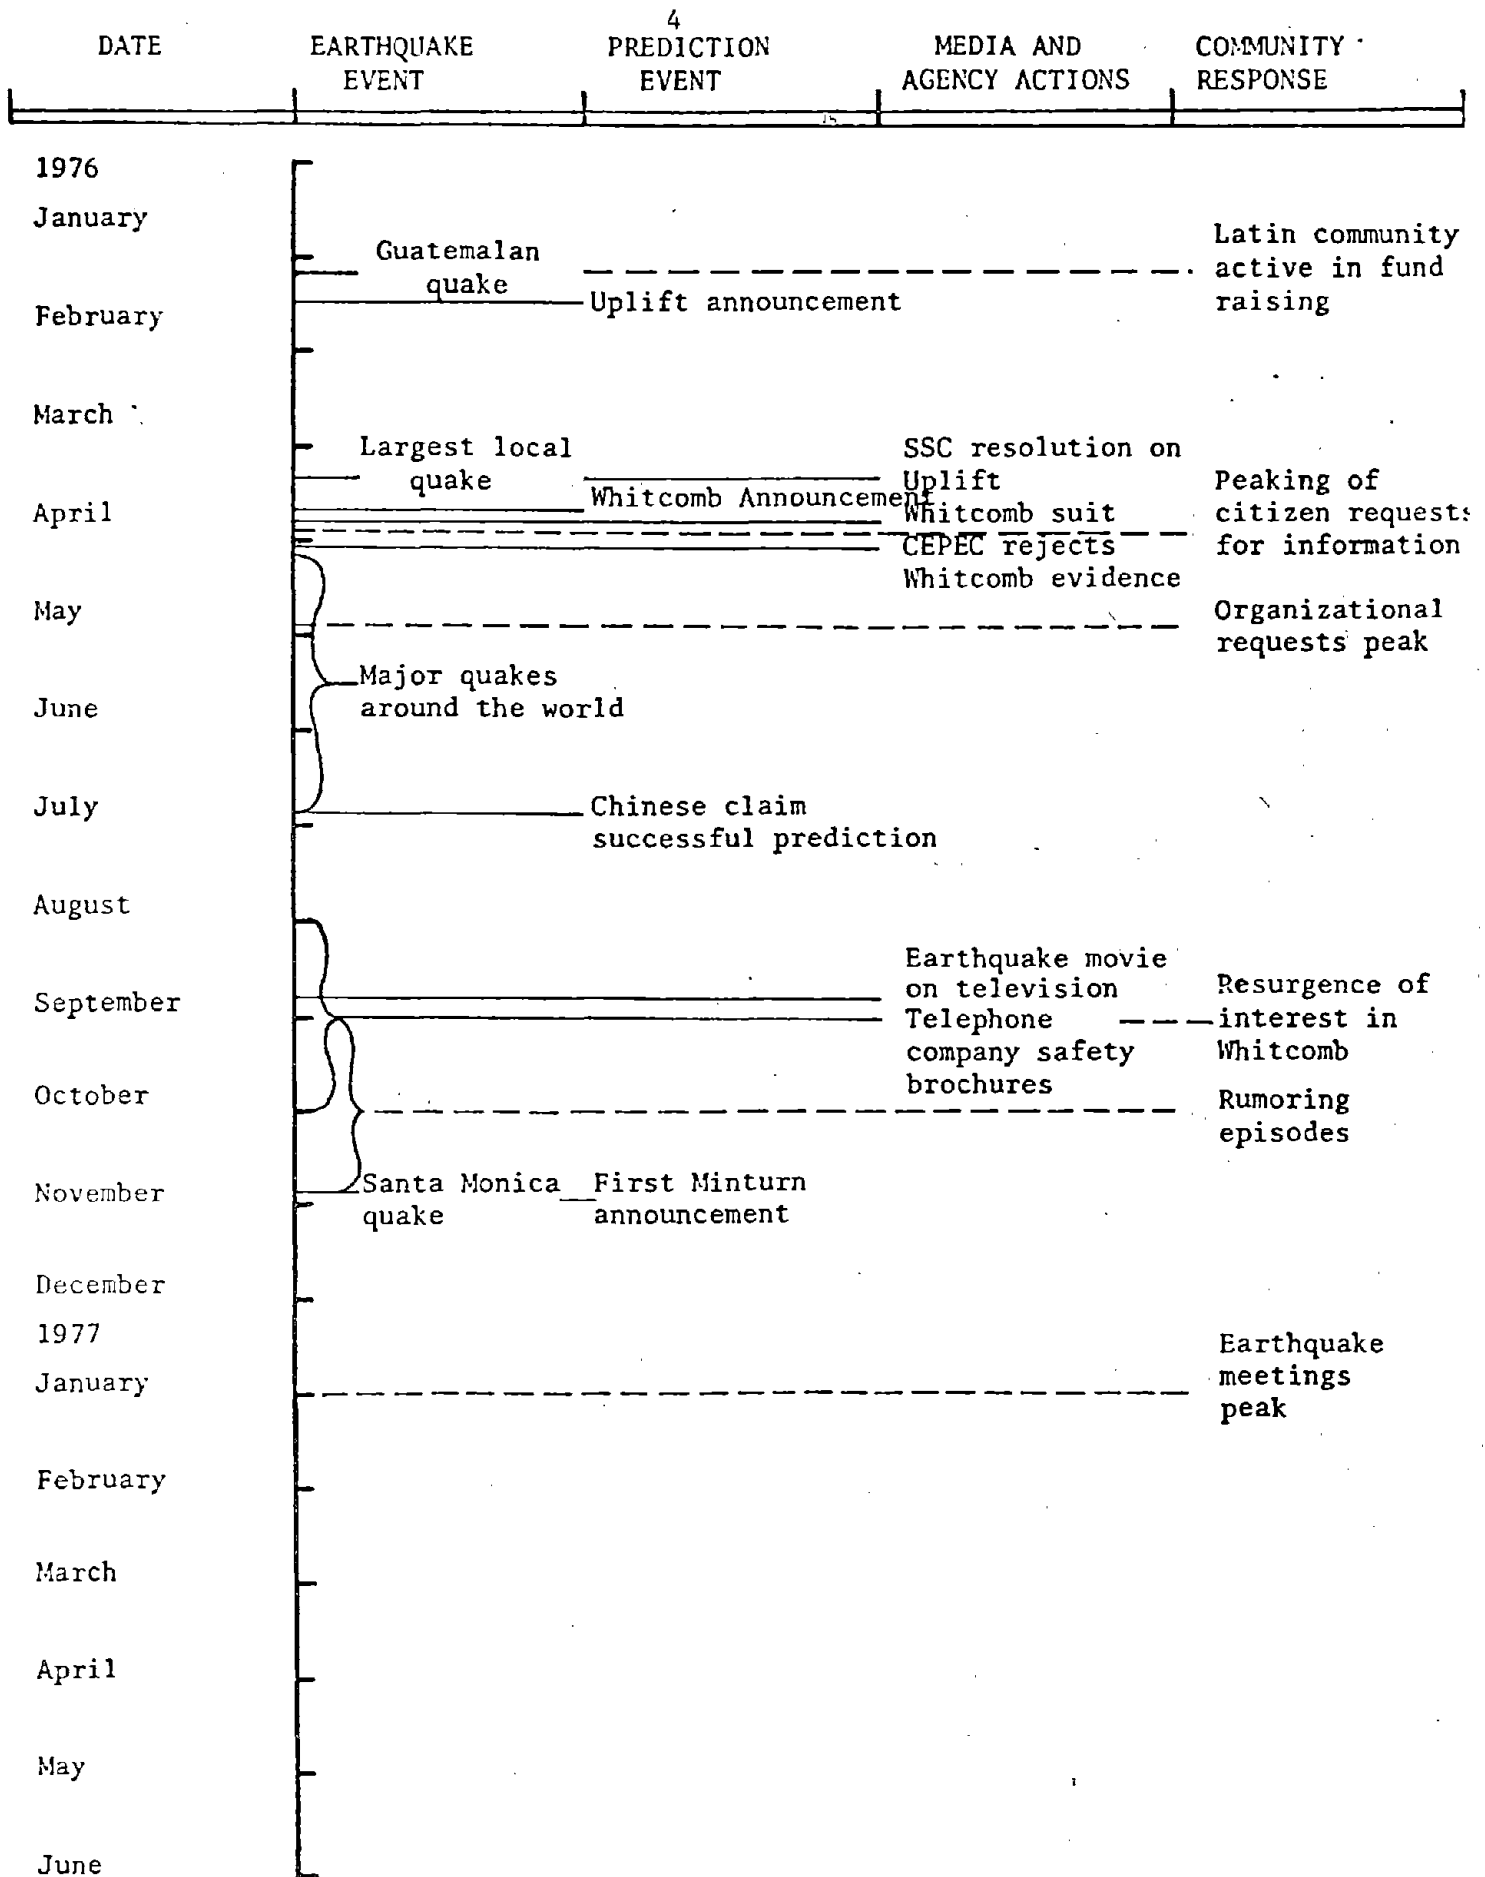 4
DATE EARTHQUAKE PREDICTION MEDIA AND COMMUNITY
EVENT EVENT AGENCY ACTIONS RESPONSE
1976
January
Latin community
Guatemalan active in fund
quake raising
February Uplift announcement
March
Largest local SSC resolution on
quake Uplift Peaking of
Whitcomb Announcement
April Whitcomb suit citizen requests
CEPEC rejects for information
Whitcomb evidence
May Organizational
requests peak
Major quakes
June around the world
July Chinese claim
successful prediction
August
Earthquake movie
September on television Resurgence of
Telephone interest in
company safety Whitcomb
October brochures Rumoring
episodes
November Santa Monica First Minturn
quake announcement
December
1977
Earthquake
January meetings
peak
February
March
April
May
June